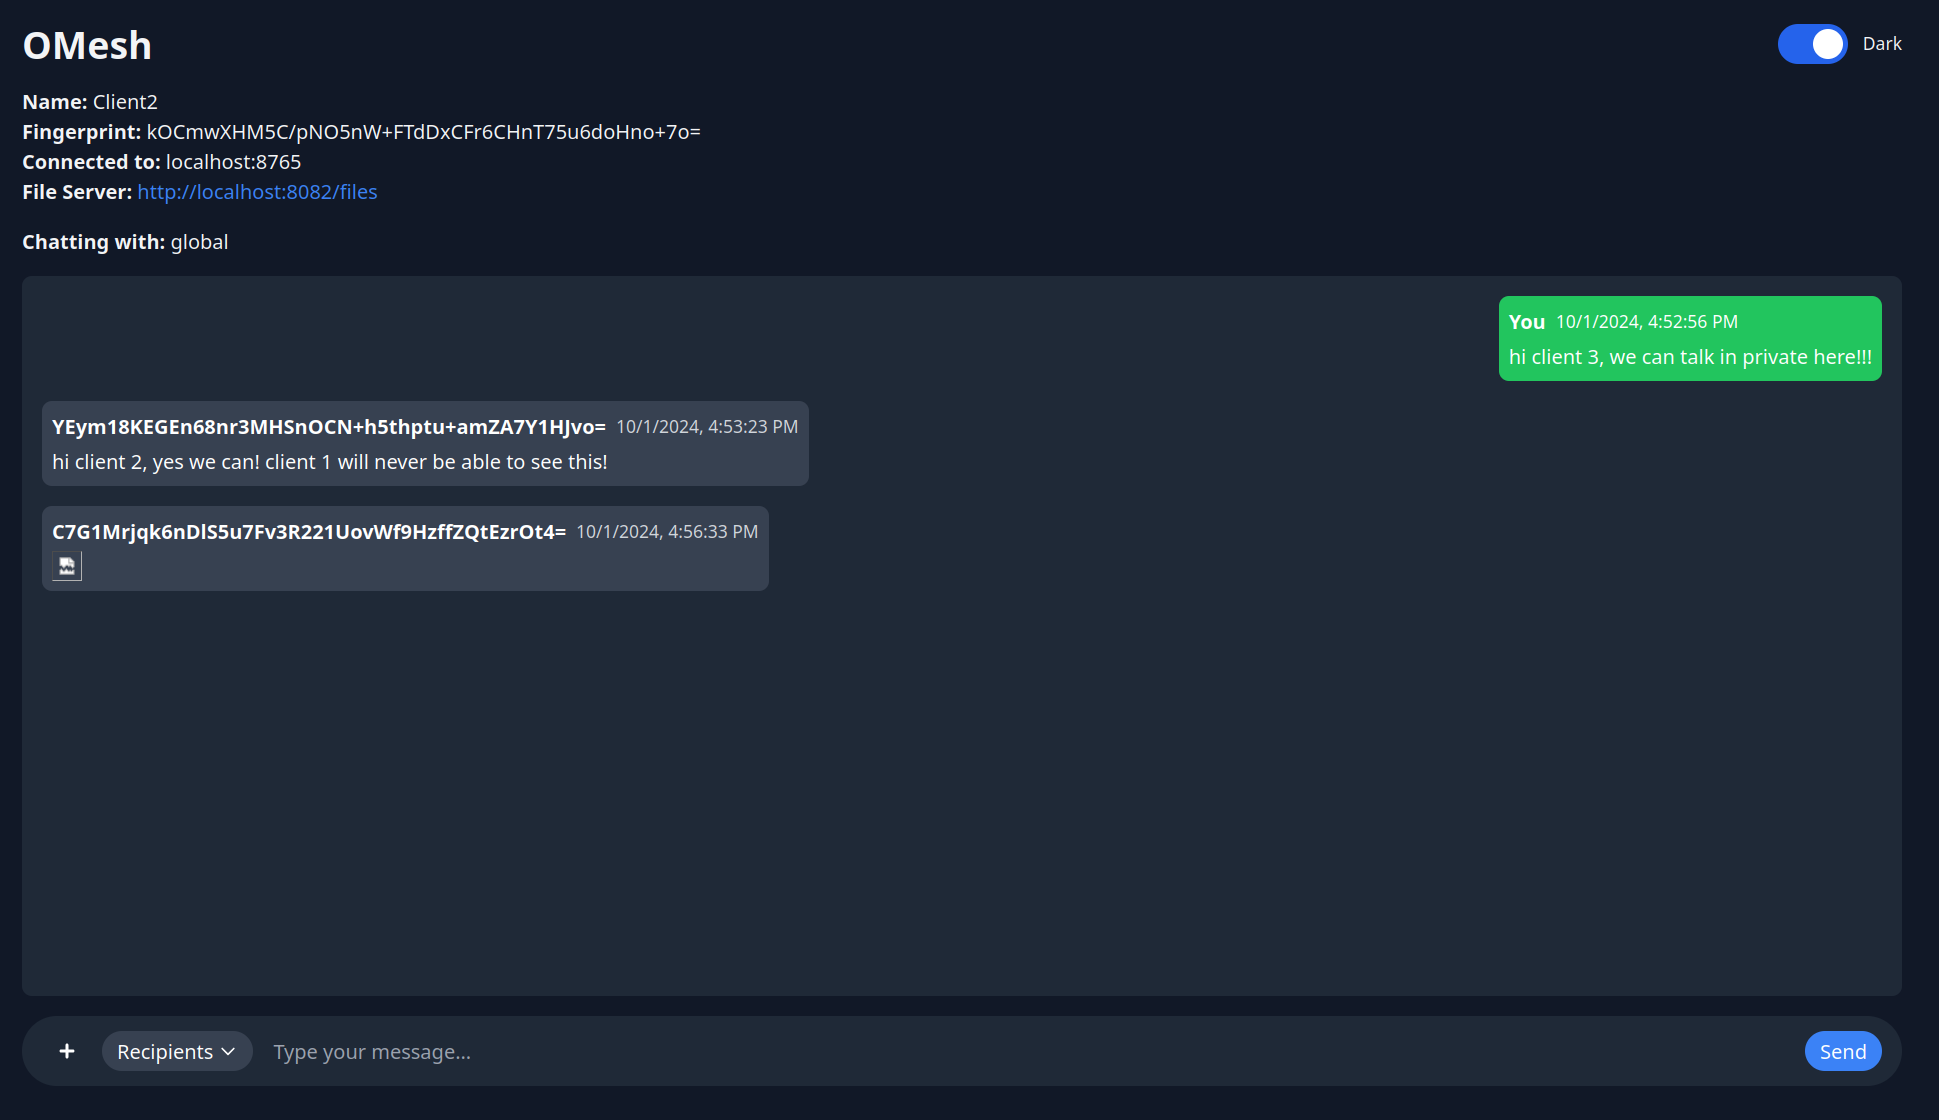 OMesh
Dark
Name: Client2
Fingerprint: kOCmwXHM5C/pNO5nW+FTdDxCFr6CHnT75u6doHno+7o=
Connected to: localhost:8765
File Server: http://localhost:8082/files
Chatting with: global
You 10/1/2024, 4:52:56 PM
hi client 3, we can talk in private here!!!
YEym18KEGEn68nr3MHSnOCN+h5thptu+amZA7Y1HJvo= 10/1/2024, 4:53:23 PM
hi client 2, yes we can! client 1 will never be able to see this!
C7G1Mrjqk6nDlS5u7Fv3R221UovWf9HzffZQtEzrOt4= 10/1/2024, 4:56:33 PM
+ Recipients Type your message... Send